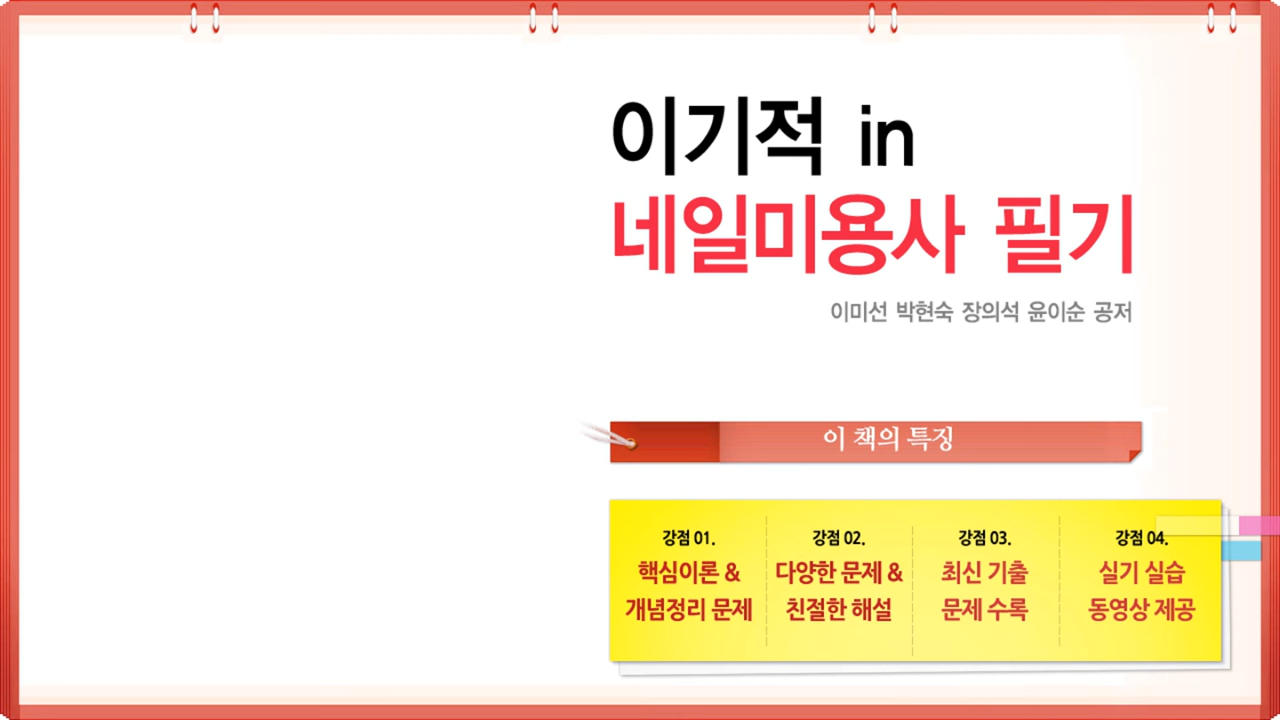 이기적 in
네일미용사 필기
이미선 박현숙 장의석 윤이순 공저
이 책의 특징
강점 01.
핵심이론 &
개념정리 문제
강점 02.
다양한 문제 &
친절한 해설
강점 03.
최신 기출
문제 수록
강점 04.
실기 실습
동영상 제공